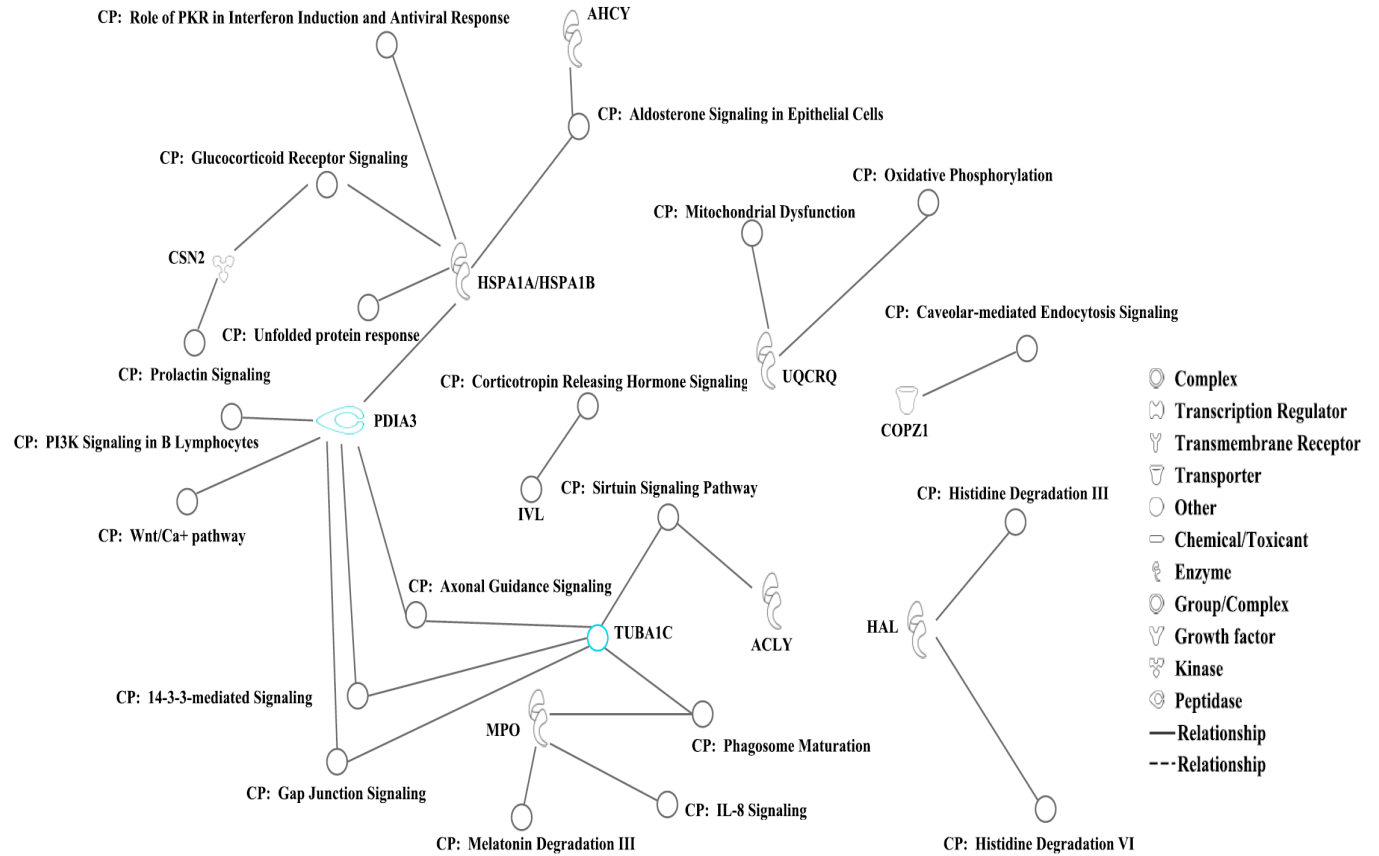 CP: Role of PKR in Interferon Induction and Antiviral Response
AHCY
CP: Aldosterone Signaling in Epithelial Cells
CP: Glucocorticoid Receptor Signaling
CP: Oxidative Phosphorylation
CP: Mitochondrial Dysfunction
CSN2
HSPA1A/HSPA1B
CP: Unfolded protein response
CP: Caveolar-mediated Endocytosis Signaling
CP: Prolactin Signaling
CP: Corticotropin Releasing Hormone Signaling
UQCRQ
PDIA3
COPZ1
CP: PI3K Signaling in B Lymphocytes
CP: Sirtuin Signaling Pathway
IVL
CP: Histidine Degradation III
CP: Wnt/Ca+ pathway
CP: Axonal Guidance Signaling
TUBA1C
ACLY
HAL
CP: 14-3-3-mediated Signaling
MPO
CP: Phagosome Maturation
CP: Gap Junction Signaling
CP: IL-8 Signaling
CP: Melatonin Degradation III
CP: Histidine Degradation VI
Complex
Transcription Regulator
Transmembrane Receptor
Transporter
Other
Chemical/Toxicant
Enzyme
Group/Complex
Growth factor
Kinase
Peptidase
Relationship
Relationship